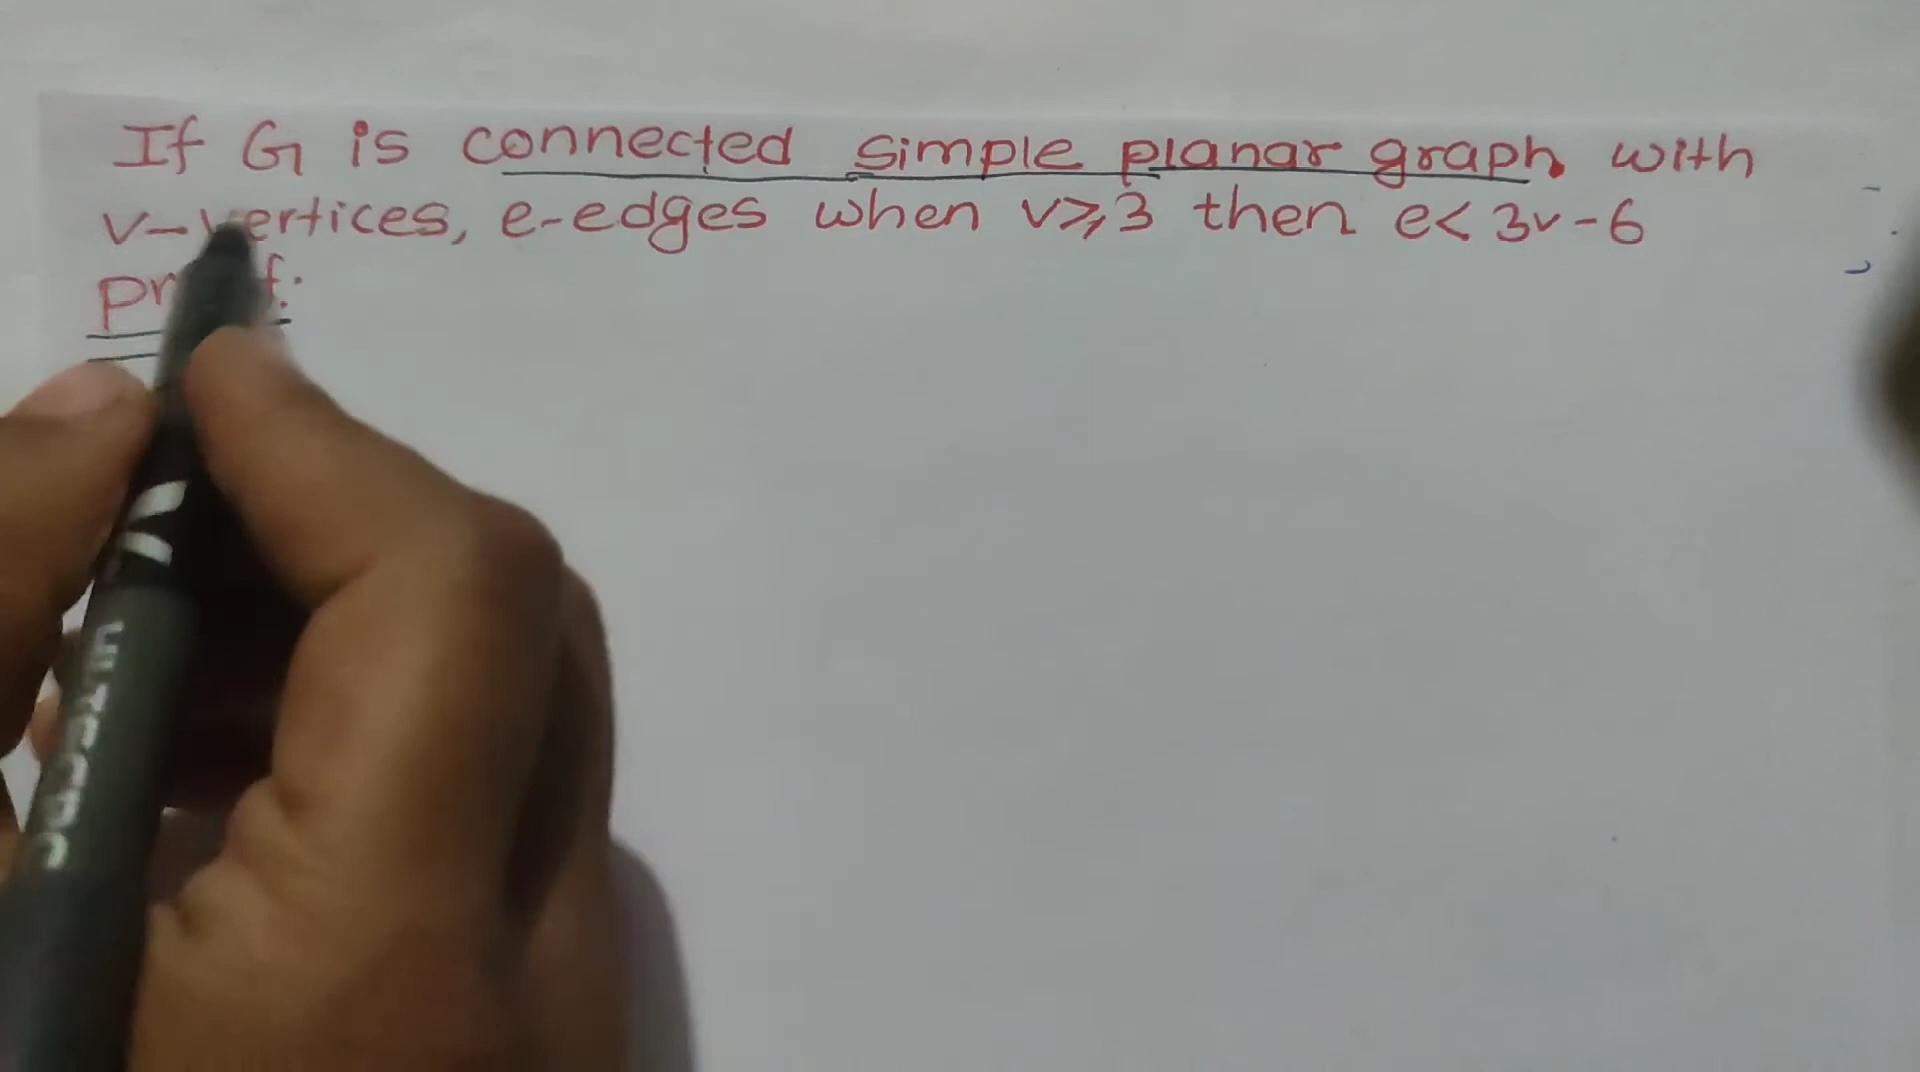 If G is connected simple planar graph. with
v-vertices, e-edges when v⩾3 then e< 3v-6